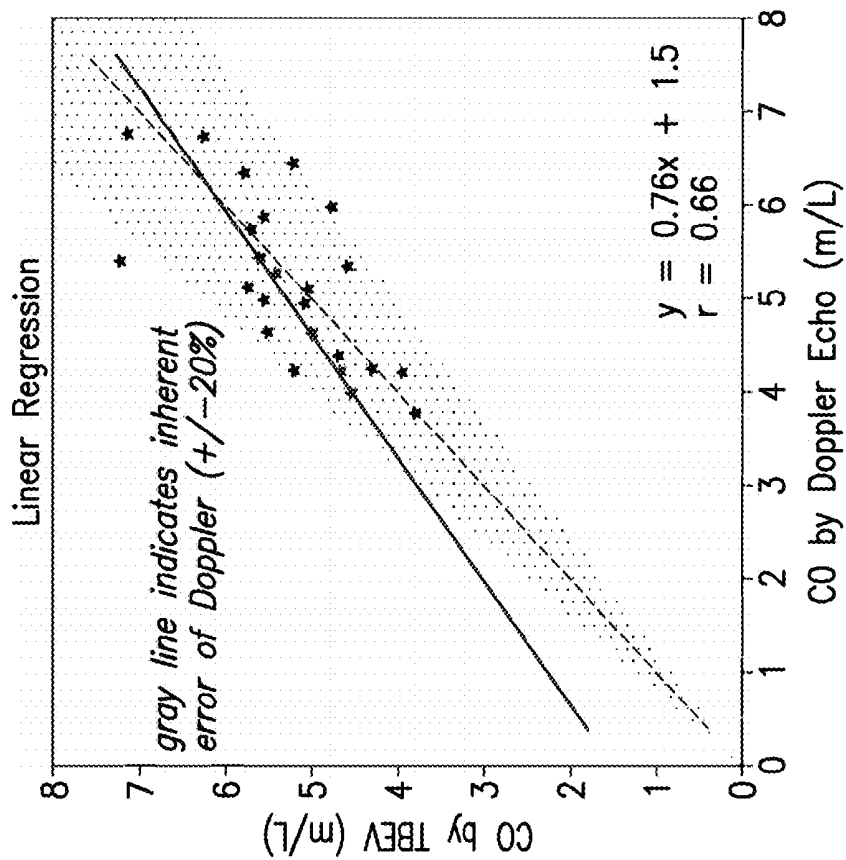 Linear Regression
gray line indicates inherent
error of Doppler (+/-20%)
CO by TBEV (m/L)
8
7
6
5
4
3
2
1
0
0
1
2
3
4
5
6
7
8
CO by Doppler Echo (m/L)
y = 0.76x + 1.5
r = 0.66